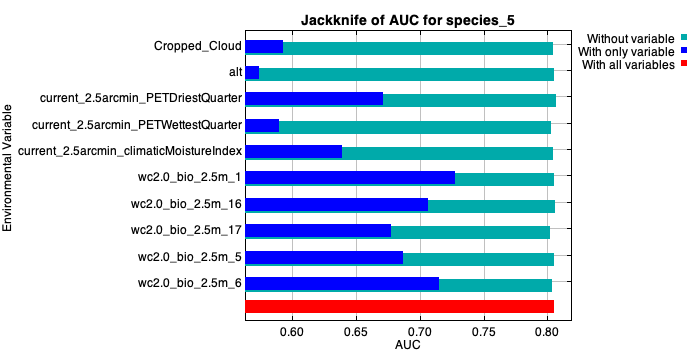 Jackknife of AUC for species_5
Without variable
With only variable
With all variables
Environmental Variable
Cropped_Cloud
alt
current_2.5arcmin_PETDriestQuarter
current_2.5arcmin_PETWettestQuarter
current_2.5arcmin_climaticMoistureIndex
wc2.0_bio_2.5m_1
wc2.0_bio_2.5m_16
wc2.0_bio_2.5m_17
wc2.0_bio_2.5m_5
wc2.0_bio_2.5m_6
0.60 0.65 0.70 0.75 0.80
AUC